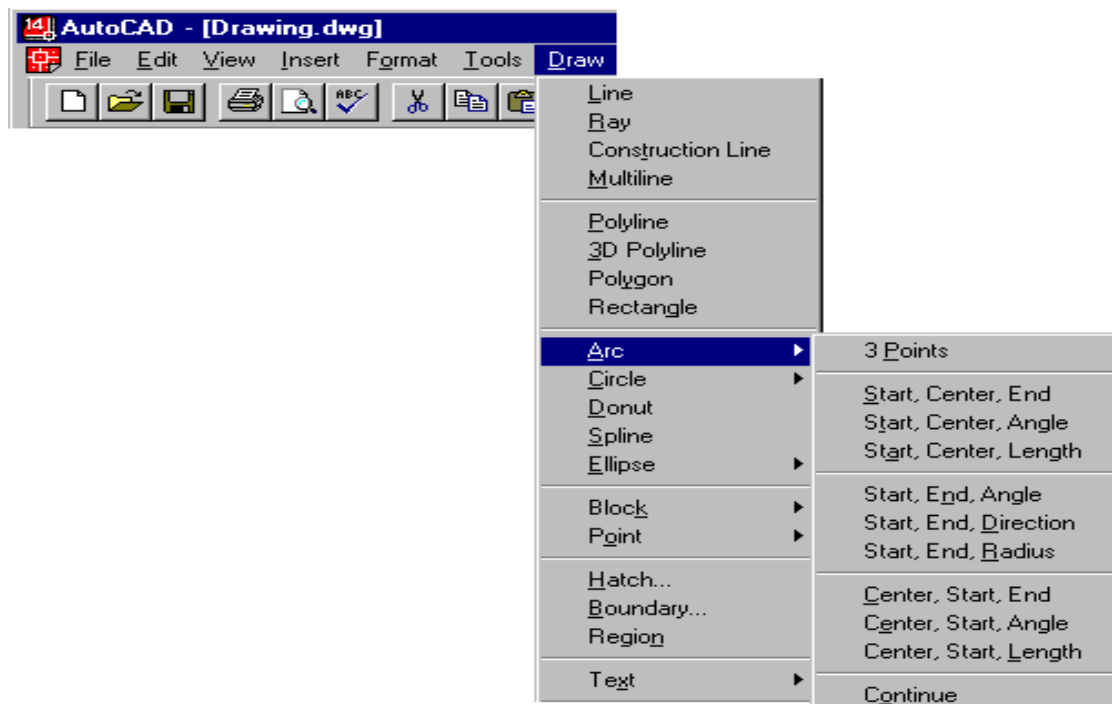 14 AutoCAD - [Drawing.dwg]
File Edit View Insert Format Tools Draw
ABC
Line
Ray
Construction Line
Multiline
Polyline
3D Polyline
Polygon
Rectangle
Arc
Circle
Donut
Spline
Ellipse
Block
Point
Hatch...
Boundary...
Region
Text
3 Points
Start, Center, End
Start, Center, Angle
Start, Center, Length
Start, End, Angle
Start, End, Direction
Start, End, Radius
Center, Start, End
Center, Start, Angle
Center, Start, Length
Continue